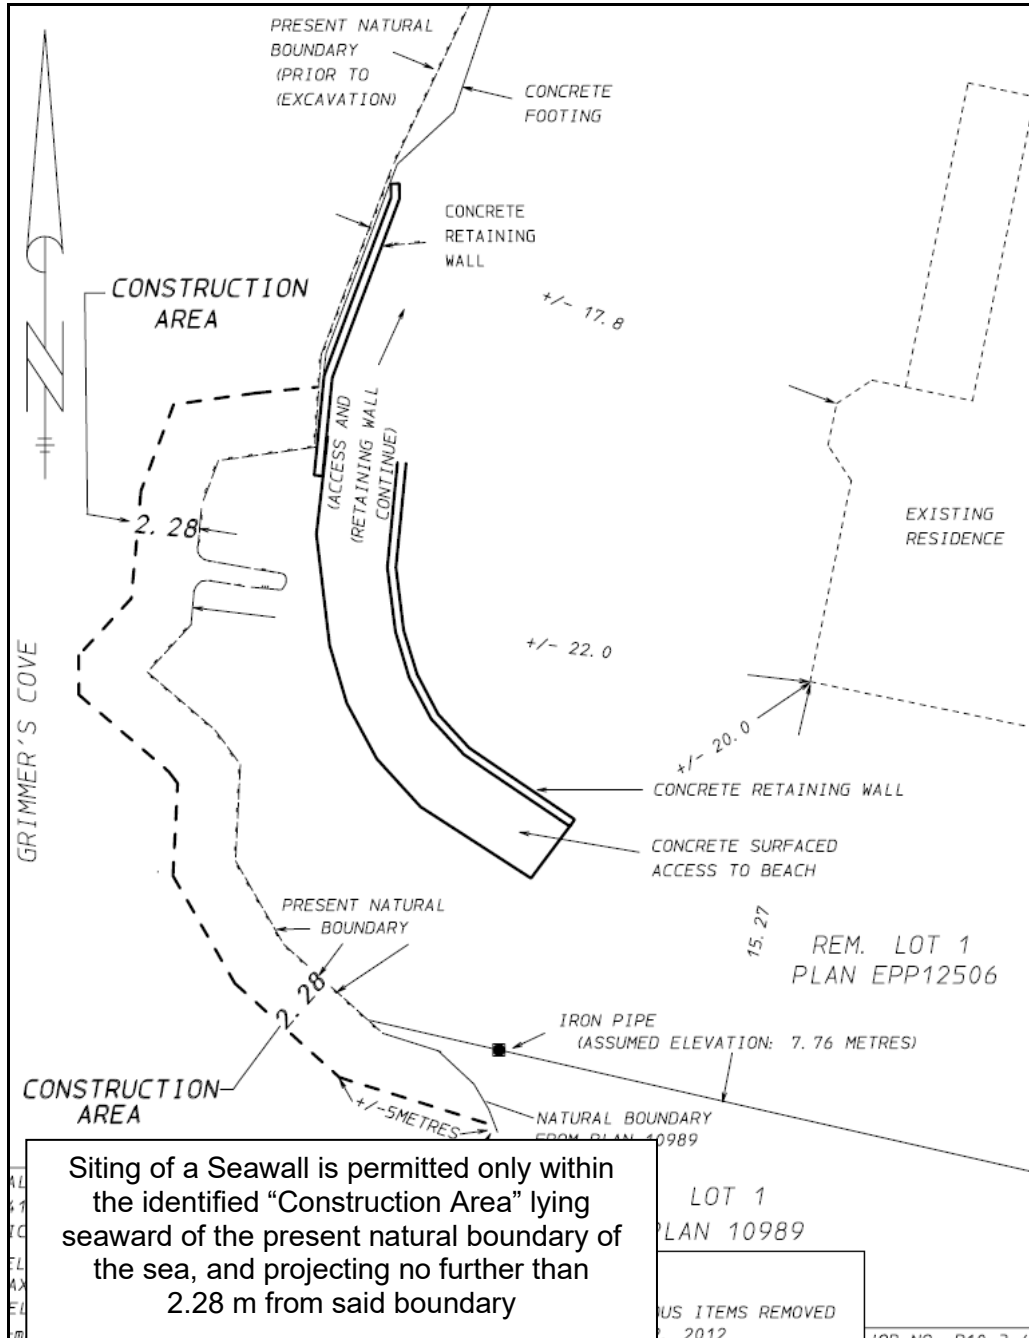 PRESENT NATURAL
BOUNDARY
(PRIOR TO
(EXCAVATION)
CONCRETE
FOOTING
CONCRETE
RETAINING
WALL
CONSTRUCTION
AREA
N
+/- 17.8
(ACCESS AND
(RETAINING WALL
CONTINUE)
2.28
EXISTING
RESIDENCE
GRIMMER'S COVE
+/- 22.0
+/- 20.0
CONCRETE RETAINING WALL
CONCRETE SURFACED
ACCESS TO BEACH
PRESENT NATURAL
BOUNDARY
15.27
REM. LOT 1
PLAN EPP12506
2.28
IRON PIPE
(ASSUMED ELEVATION: 7.76 METRES)
CONSTRUCTION
AREA
+/-5METRES
NATURAL BOUNDARY
FROM PLAN 10989
Siting of a Seawall is permitted only within
the identified “Construction Area” lying
seaward of the present natural boundary of
the sea, and projecting no further than
2.28 m from said boundary
LOT 1
PLAN 10989
ITEMS REMOVED
2012